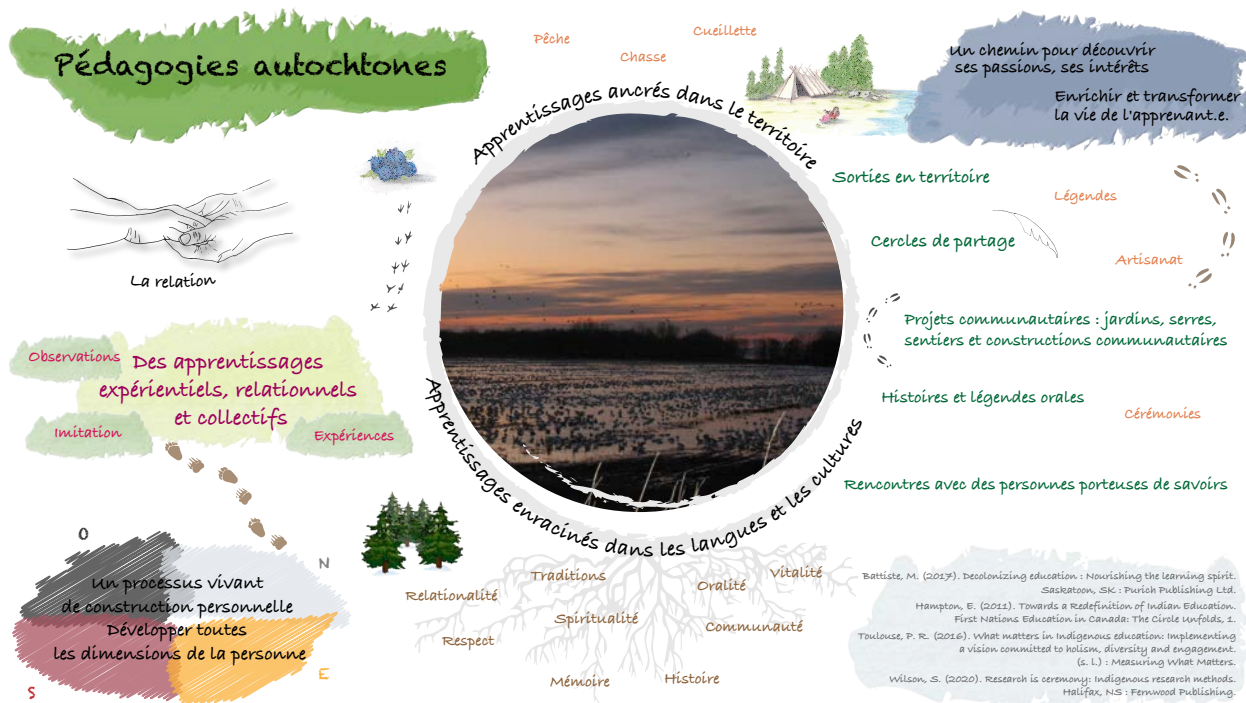 Pédagogies autochtones
Pêche
Chasse
Cueillette
Un chemin pour découvrir
ses passions, ses intérêts
Enrichir et transformer
la vie de l'apprenant.e.
Apprentissages ancrés dans le territoire
La relation
Sorties en territoire
Légendes
Cercles de partage
Artisanat
Projets communautaires : jardins, serres,
sentiers et constructions communautaires
Histoires et légendes orales
Cérémonies
Rencontres avec des personnes porteuses de savoirs
Observations
Des apprentissages
expérientiels, relationnels
et collectifs
Imitation
Expériences
Apprentissages enracinés dans les langues et les cultures
O
N
Un processus vivant
de construction personnelle
Développer toutes
les dimensions de la personne
E
S
Traditions
Oralité
Vitalité
Relationalité
Spiritualité
Communauté
Respect
Mémoire
Histoire
Battiste, M. (2017). Decolonizing education : Nourishing the learning spirit.
Saskatoon, SK : Purich Publishing Ltd.
Hampton, E. (2011). Towards a Redefinition of Indian Education.
First Nations Education in Canada: The Circle Unfolds, 1.
Toulouse, P. R. (2016). What matters in Indigenous education: Implementing
a vision committed to holism, diversity and engagement.
(s. l.) : Measuring What Matters.
Wilson, S. (2020). Research is ceremony: Indigenous research methods.
Halifax, NS : Fernwood Publishing.